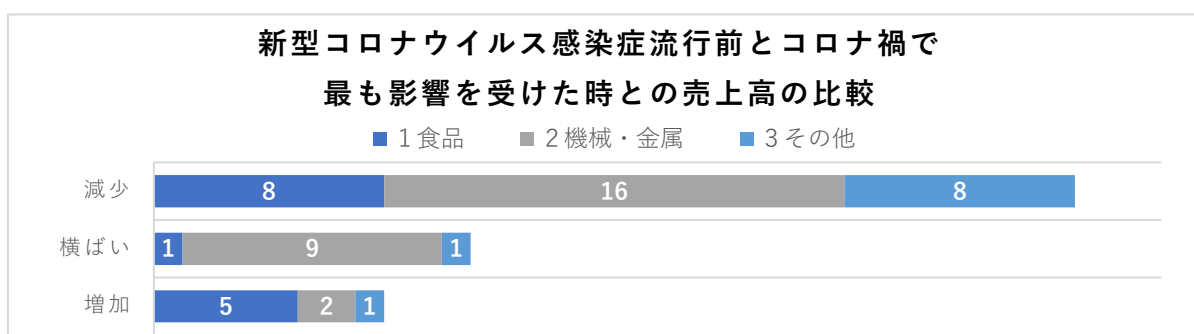 新型コロナウイルス感染症流行前とコロナ禍で
最も影響を受けた時との売上高の比較
1食品 2機械・金属 3その他
減少 8 16 8
横ばい 1 9 1
増加 5 2 1